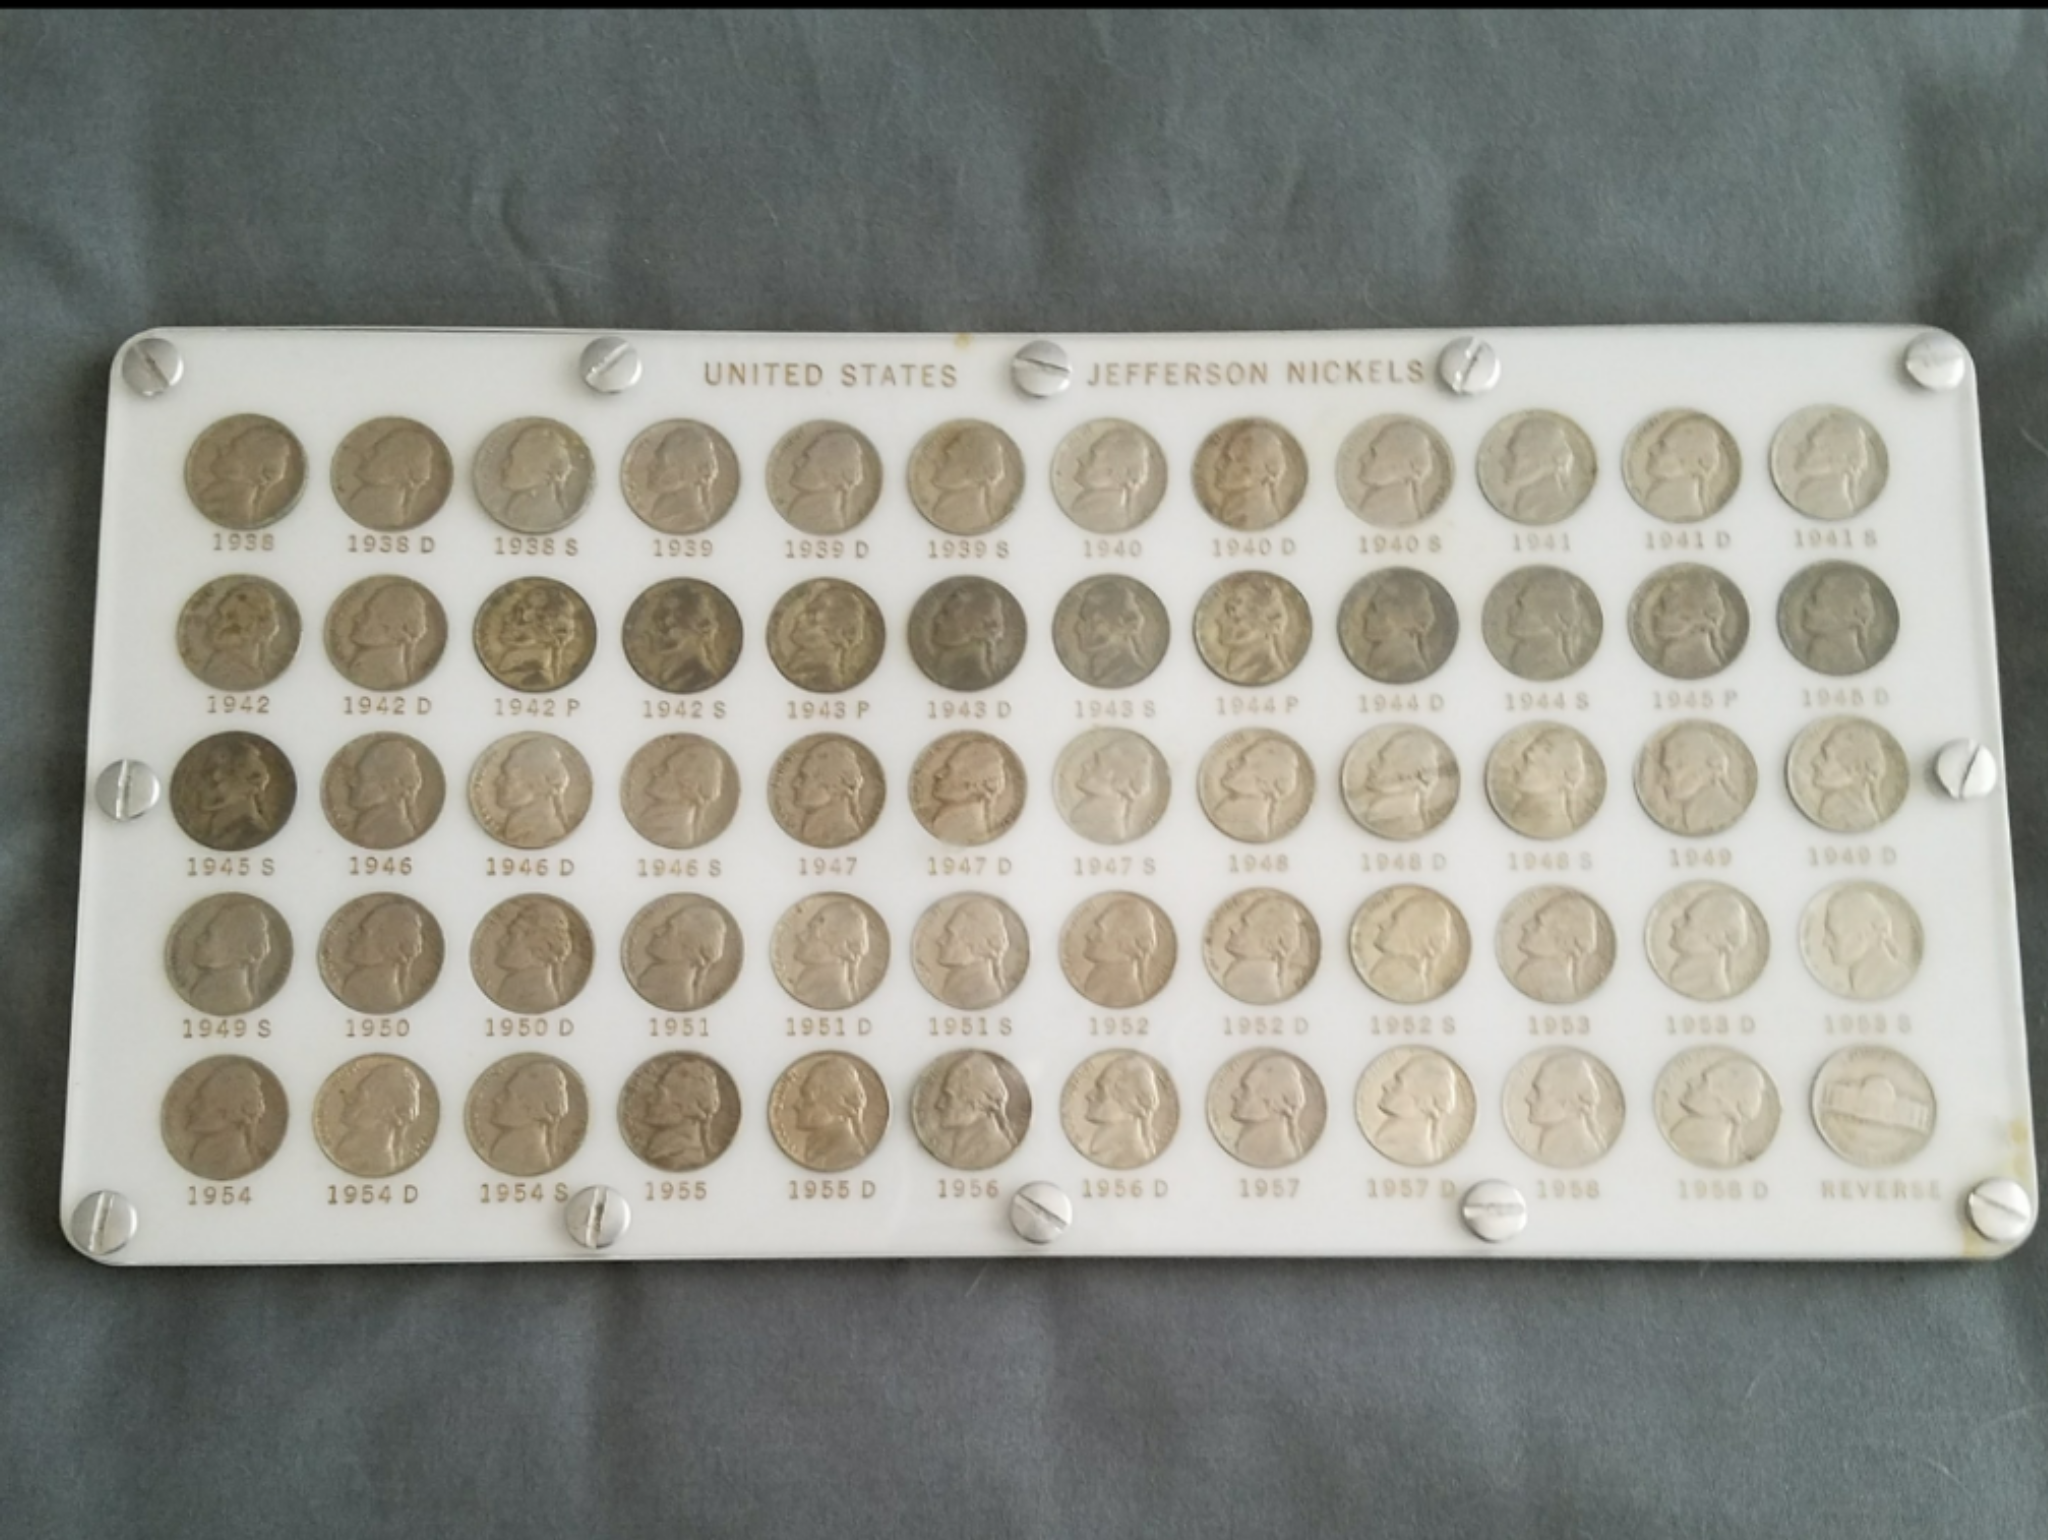 UNITED STATES JEFFERSON NICKELS
1938 1938 D 1938 S 1939 1939 D 1939 S 1940 1940 D 1940 S 1941 1941 D 1941 S
1942 1942 D 1942 P 1942 S 1943 P 1943 D 1943 S 1944 P 1944 D 1944 S 1945 P 1945 D
1945 S 1946 1946 D 1946 S 1947 1947 D 1947 S 1948 1948 D 1948 S 1949 1949 D
1949 S 1950 1950 D 1951 1951 D 1951 S 1952 1952 D 1952 S 1953 1953 D 1953 S
1954 1954 D 1954 S 1955 1955 D 1956 1956 D 1957 1957 D 1958 1958 D REVERSE